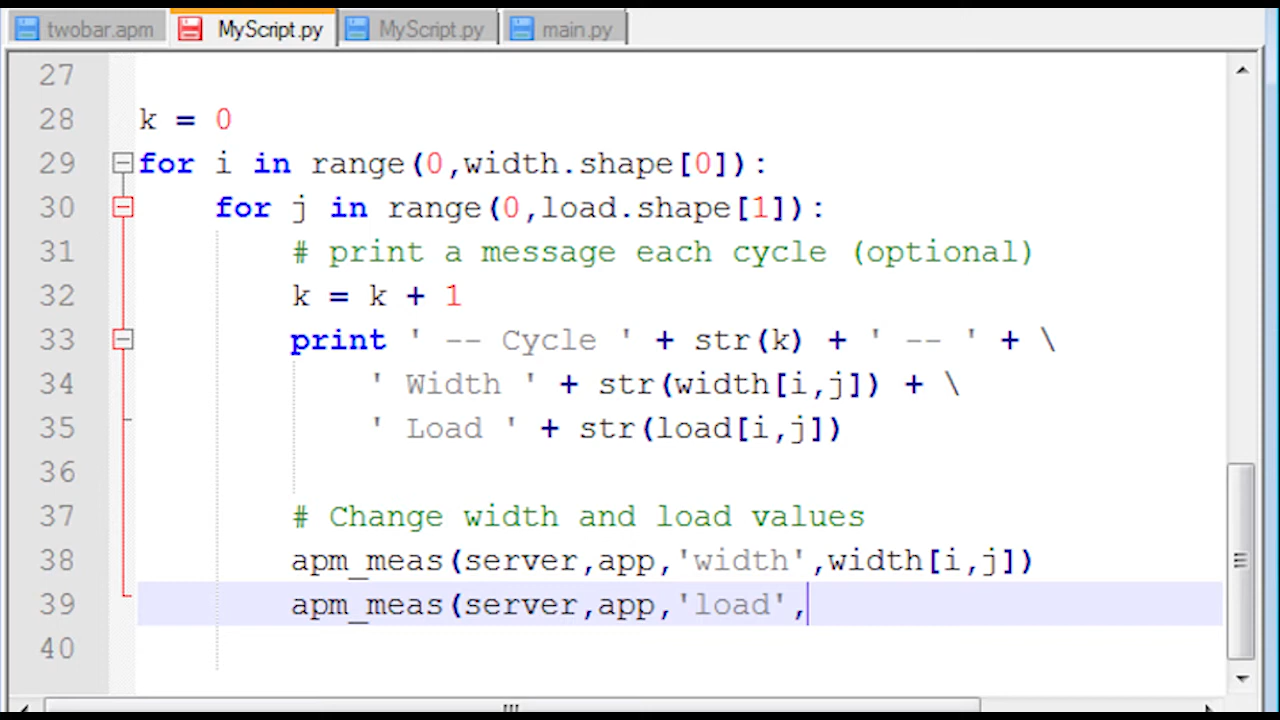 twobar.apm MyScript.py MyScript.py main.py
27
28 k = 0
29 for i in range(0,width.shape[0]):
30     for j in range(0,load.shape[1]):
31         # print a message each cycle (optional)
32         k = k + 1
33         print ' -- Cycle ' + str(k) + ' -- ' + \
34             ' Width ' + str(width[i,j]) + \
35             ' Load ' + str(load[i,j])
36
37         # Change width and load values
38         apm_meas(server,app,'width',width[i,j])
39         apm_meas(server,app,'load',
40